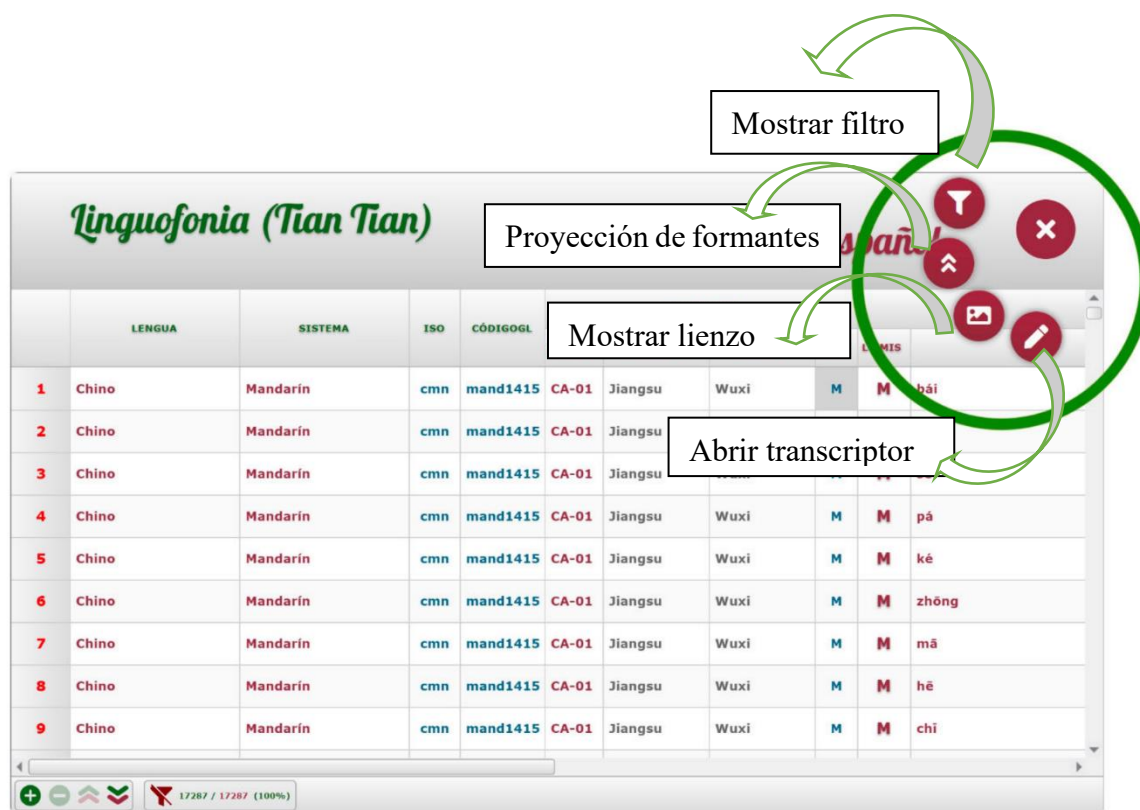 Mostrar filtro
Linguofonia (Tian Tian)
Proyección de formantes
Mostrar lienzo
LENGUA SISTEMA ISO CÓDIGOGL
1 Chino Mandarín cmn mand1415 CA-01 Jiangsu Wuxi M M bái
2 Chino Mandarín cmn mand1415 CA-01 Jiangsu
Abrir transcriptor
3 Chino Mandarín cmn mand1415 CA-01 Jiangsu
4 Chino Mandarín cmn mand1415 CA-01 Jiangsu Wuxi M M pá
5 Chino Mandarín cmn mand1415 CA-01 Jiangsu Wuxi M M ké
6 Chino Mandarín cmn mand1415 CA-01 Jiangsu Wuxi M M zhōng
7 Chino Mandarín cmn mand1415 CA-01 Jiangsu Wuxi M M mā
8 Chino Mandarín cmn mand1415 CA-01 Jiangsu Wuxi M M hē
9 Chino Mandarín cmn mand1415 CA-01 Jiangsu Wuxi M M chī
17287 / 17287 (100%)